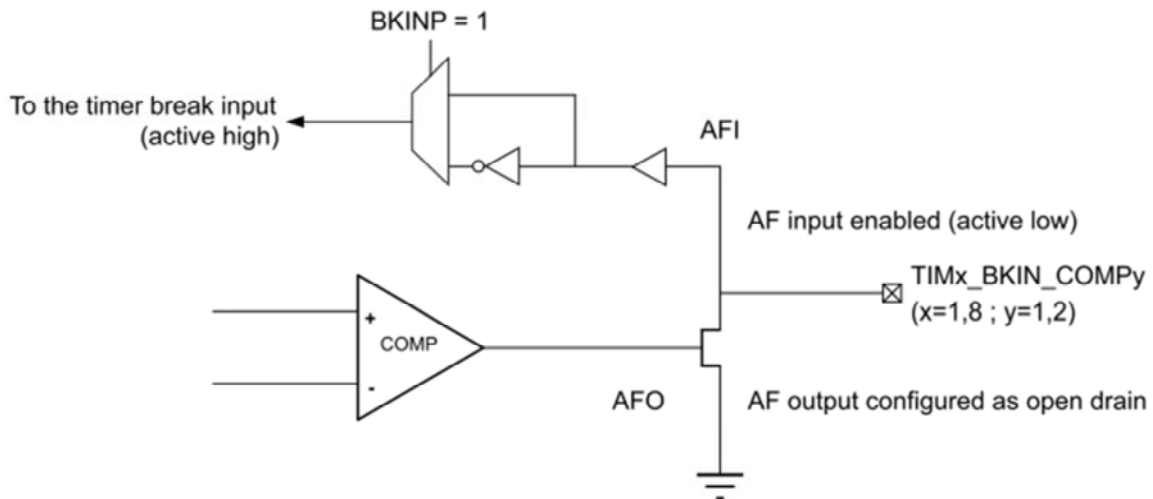 BKINP = 1
To the timer break input
(active high)
AFI
AF input enabled (active low)
TIMx_BKIN_COMPy
(x=1,8 ; y=1,2)
+
COMP
-
AFO
AF output configured as open drain